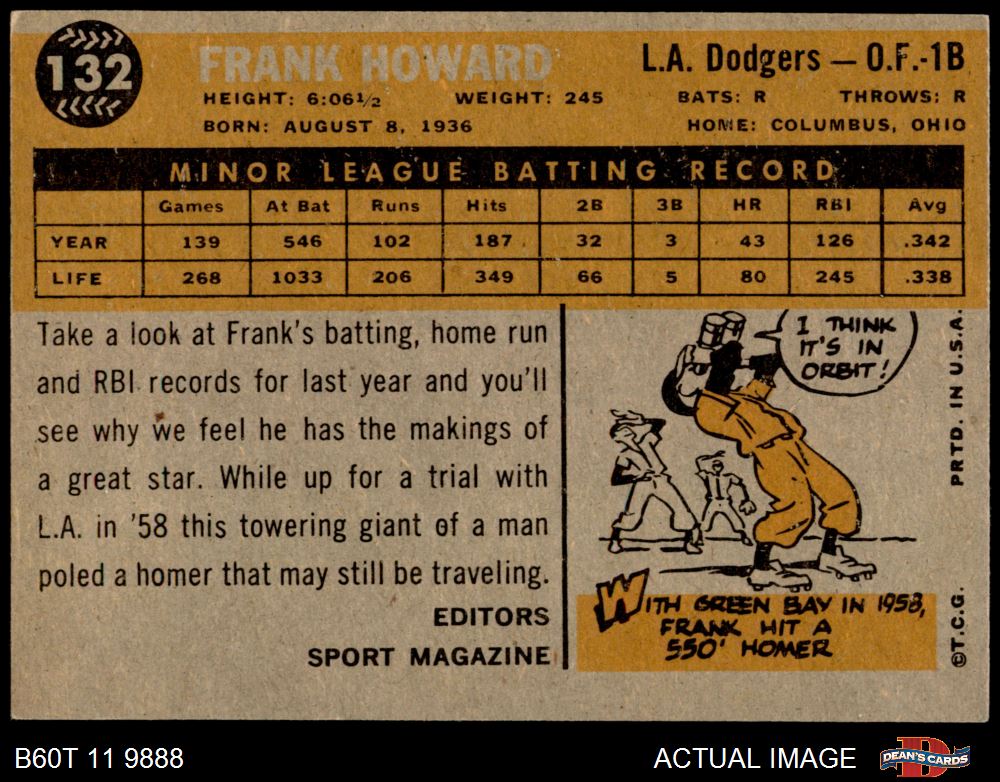 132
FRANK HOWARD
L.A. Dodgers — O.F.-1B
HEIGHT: 6:06½ WEIGHT: 245 BATS: R THROWS: R
BORN: AUGUST 8, 1936 HOME: COLUMBUS, OHIO
MINOR LEAGUE BATTING RECORD
Games At Bat Runs Hits 2B 3B HR RBI Avg
YEAR 139 546 102 187 32 3 43 126 .342
LIFE 268 1033 206 349 66 5 80 245 .338
Take a look at Frank's batting, home run
and RBI records for last year and you'll
see why we feel he has the makings of
a great star. While up for a trial with
L.A. in '58 this towering giant of a man
poled a homer that may still be traveling.
EDITORS
SPORT MAGAZINE
I THINK
IT'S IN
ORBIT!
WITH GREEN BAY IN 1958,
FRANK HIT A
550' HOMER
PRTD. IN U.S.A.
©T.C.G.
B60T 11 9888
ACTUAL IMAGE
DEAN'S CARDS